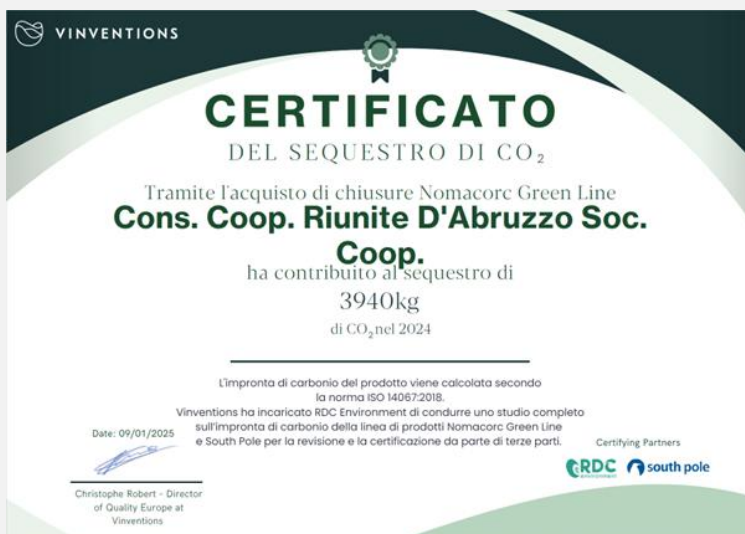 VINVENTIONS
CERTIFICATO
DEL SEQUESTRO DI CO₂
Tramite l'acquisto di chiusure Nomacorc Green Line
Cons. Coop. Riunite D'Abruzzo Soc.
Coop.
ha contribuito al sequestro di
3940kg
di CO₂ nel 2024
L'impronta di carbonio del prodotto viene calcolata secondo
la norma ISO 14067:2018.
Vinventions ha incaricato RDC Environment di condurre uno studio completo
sull'impronta di carbonio della linea di prodotti Nomacorc Green Line
e South Pole per la revisione e la certificazione da parte di terze parti.
Date: 09/01/2025
Christophe Robert - Director
of Quality Europe at
Vinventions
Certifying Partners
RDC
environment
south pole